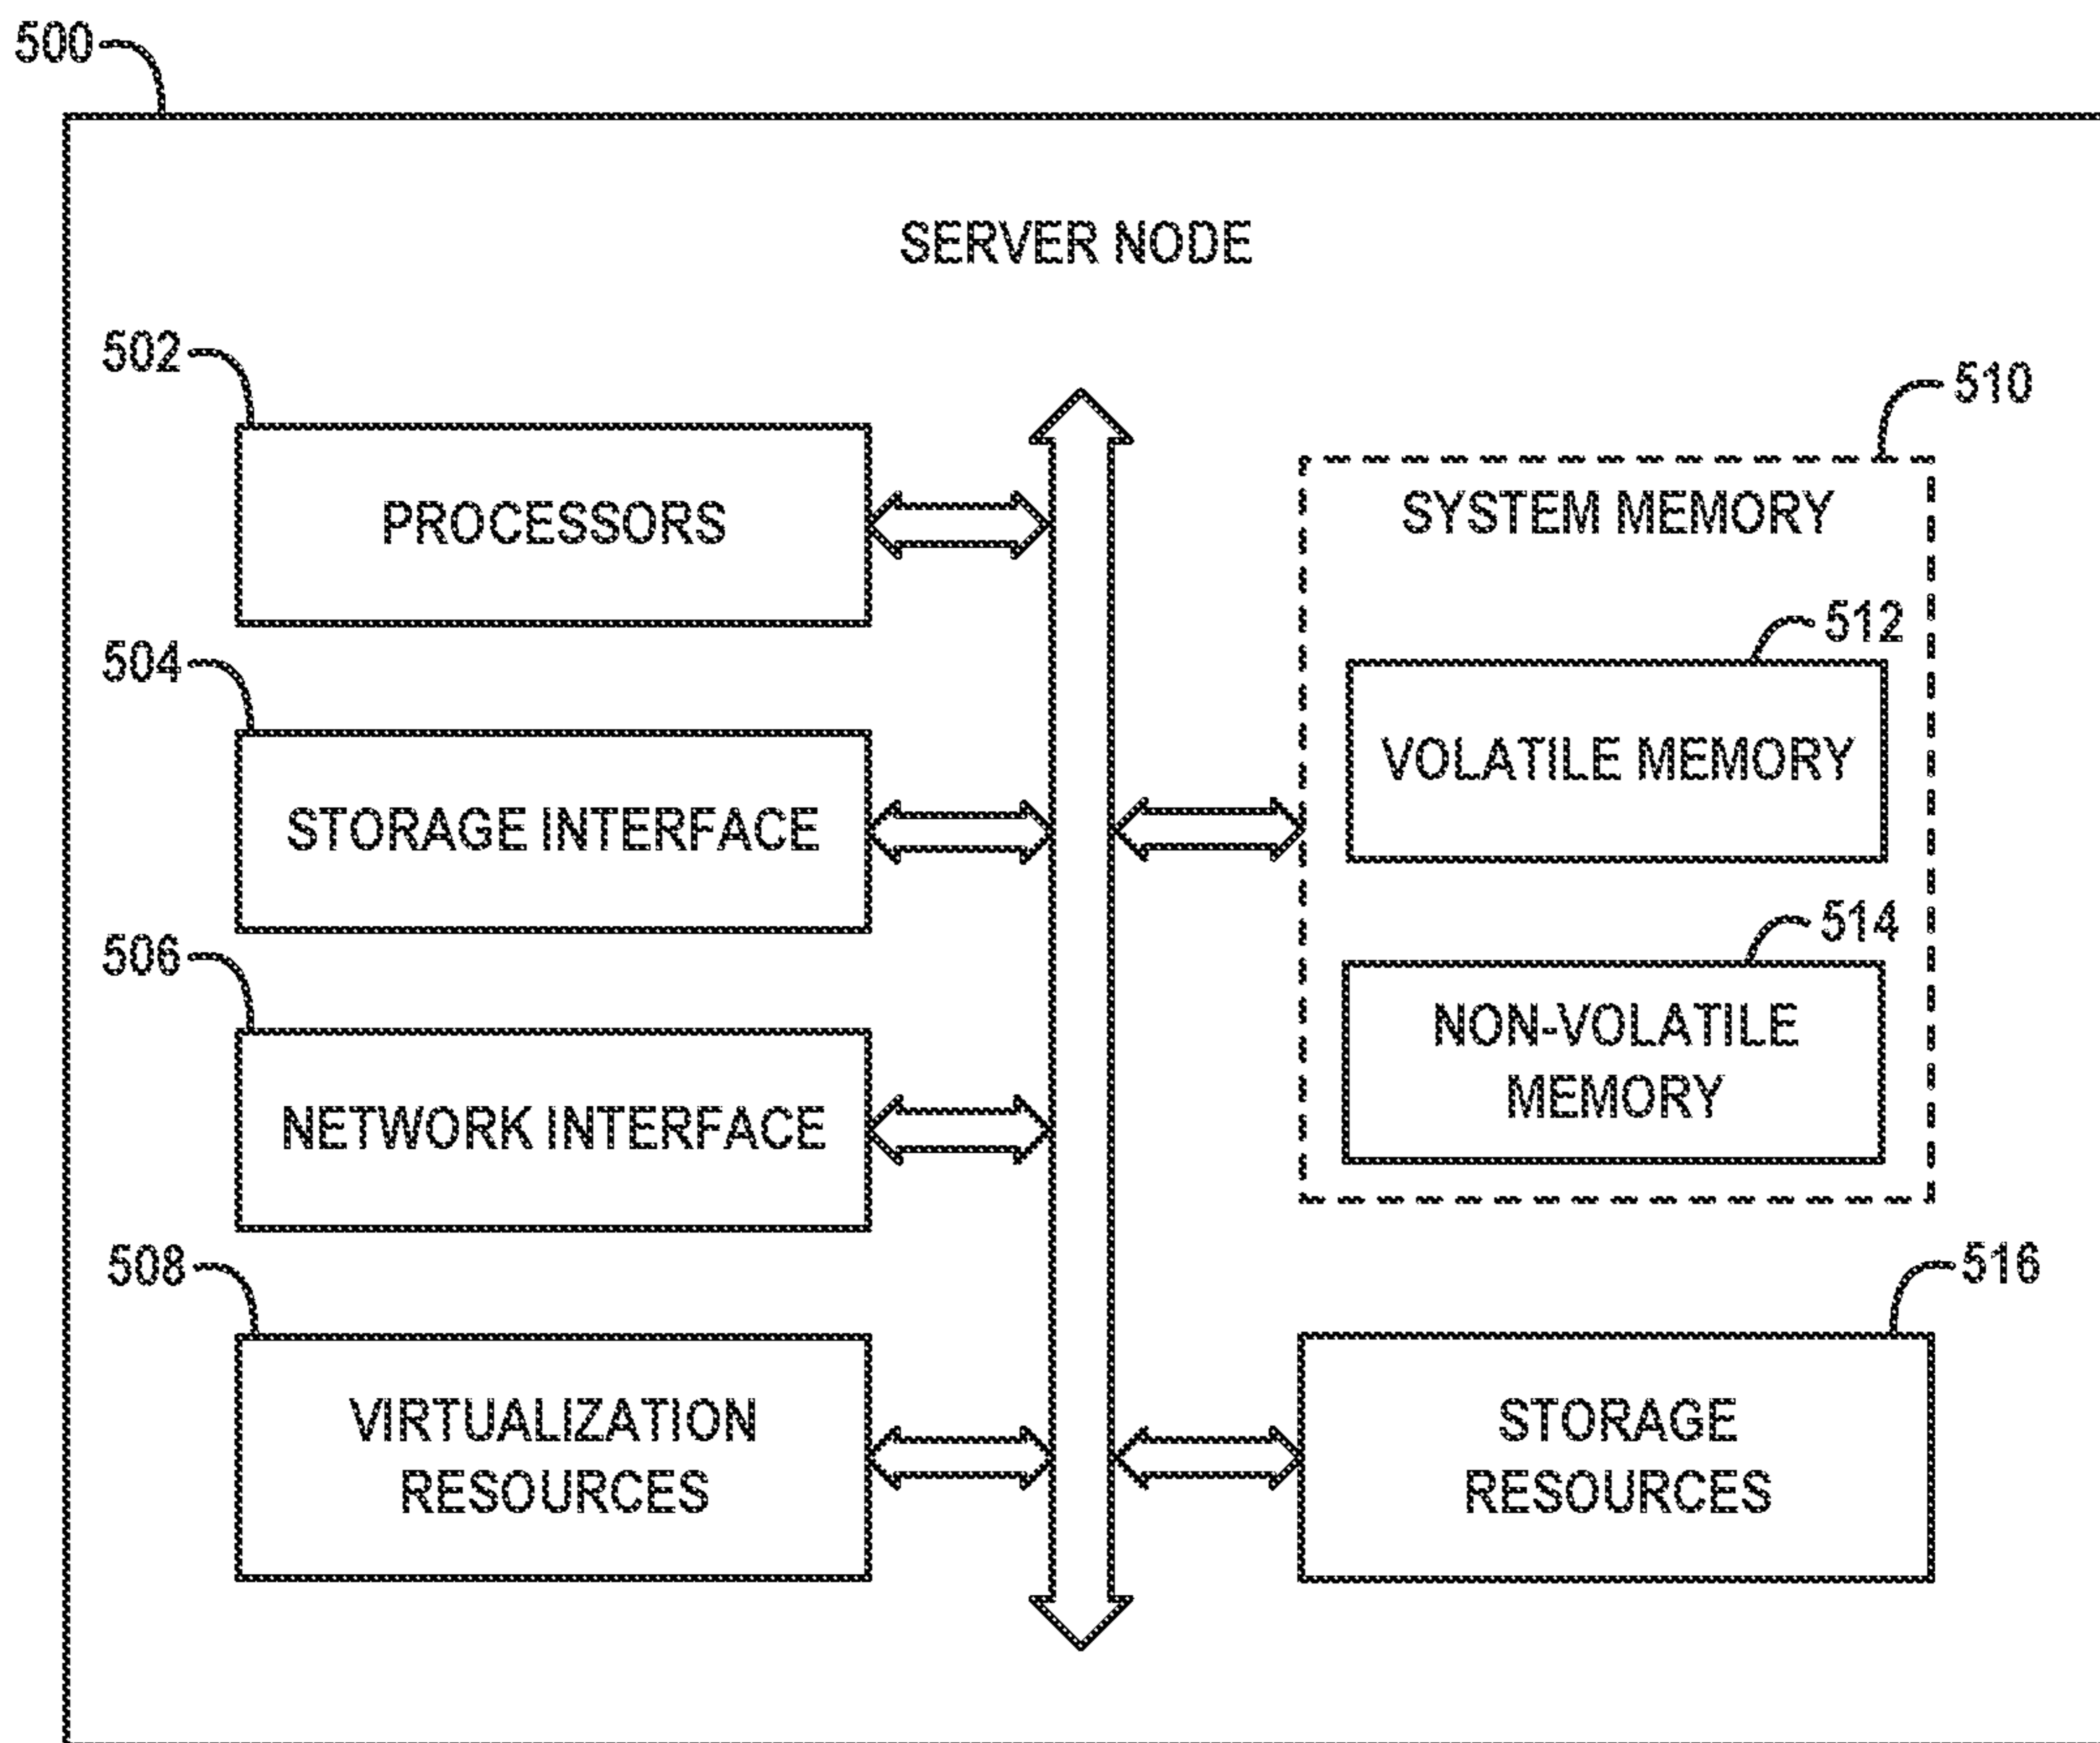 500
SERVER NODE
502
PROCESSORS
504
STORAGE INTERFACE
506
NETWORK INTERFACE
508
VIRTUALIZATION
RESOURCES
510
SYSTEM MEMORY
512
VOLATILE MEMORY
514
NON-VOLATILE
MEMORY
516
STORAGE
RESOURCES